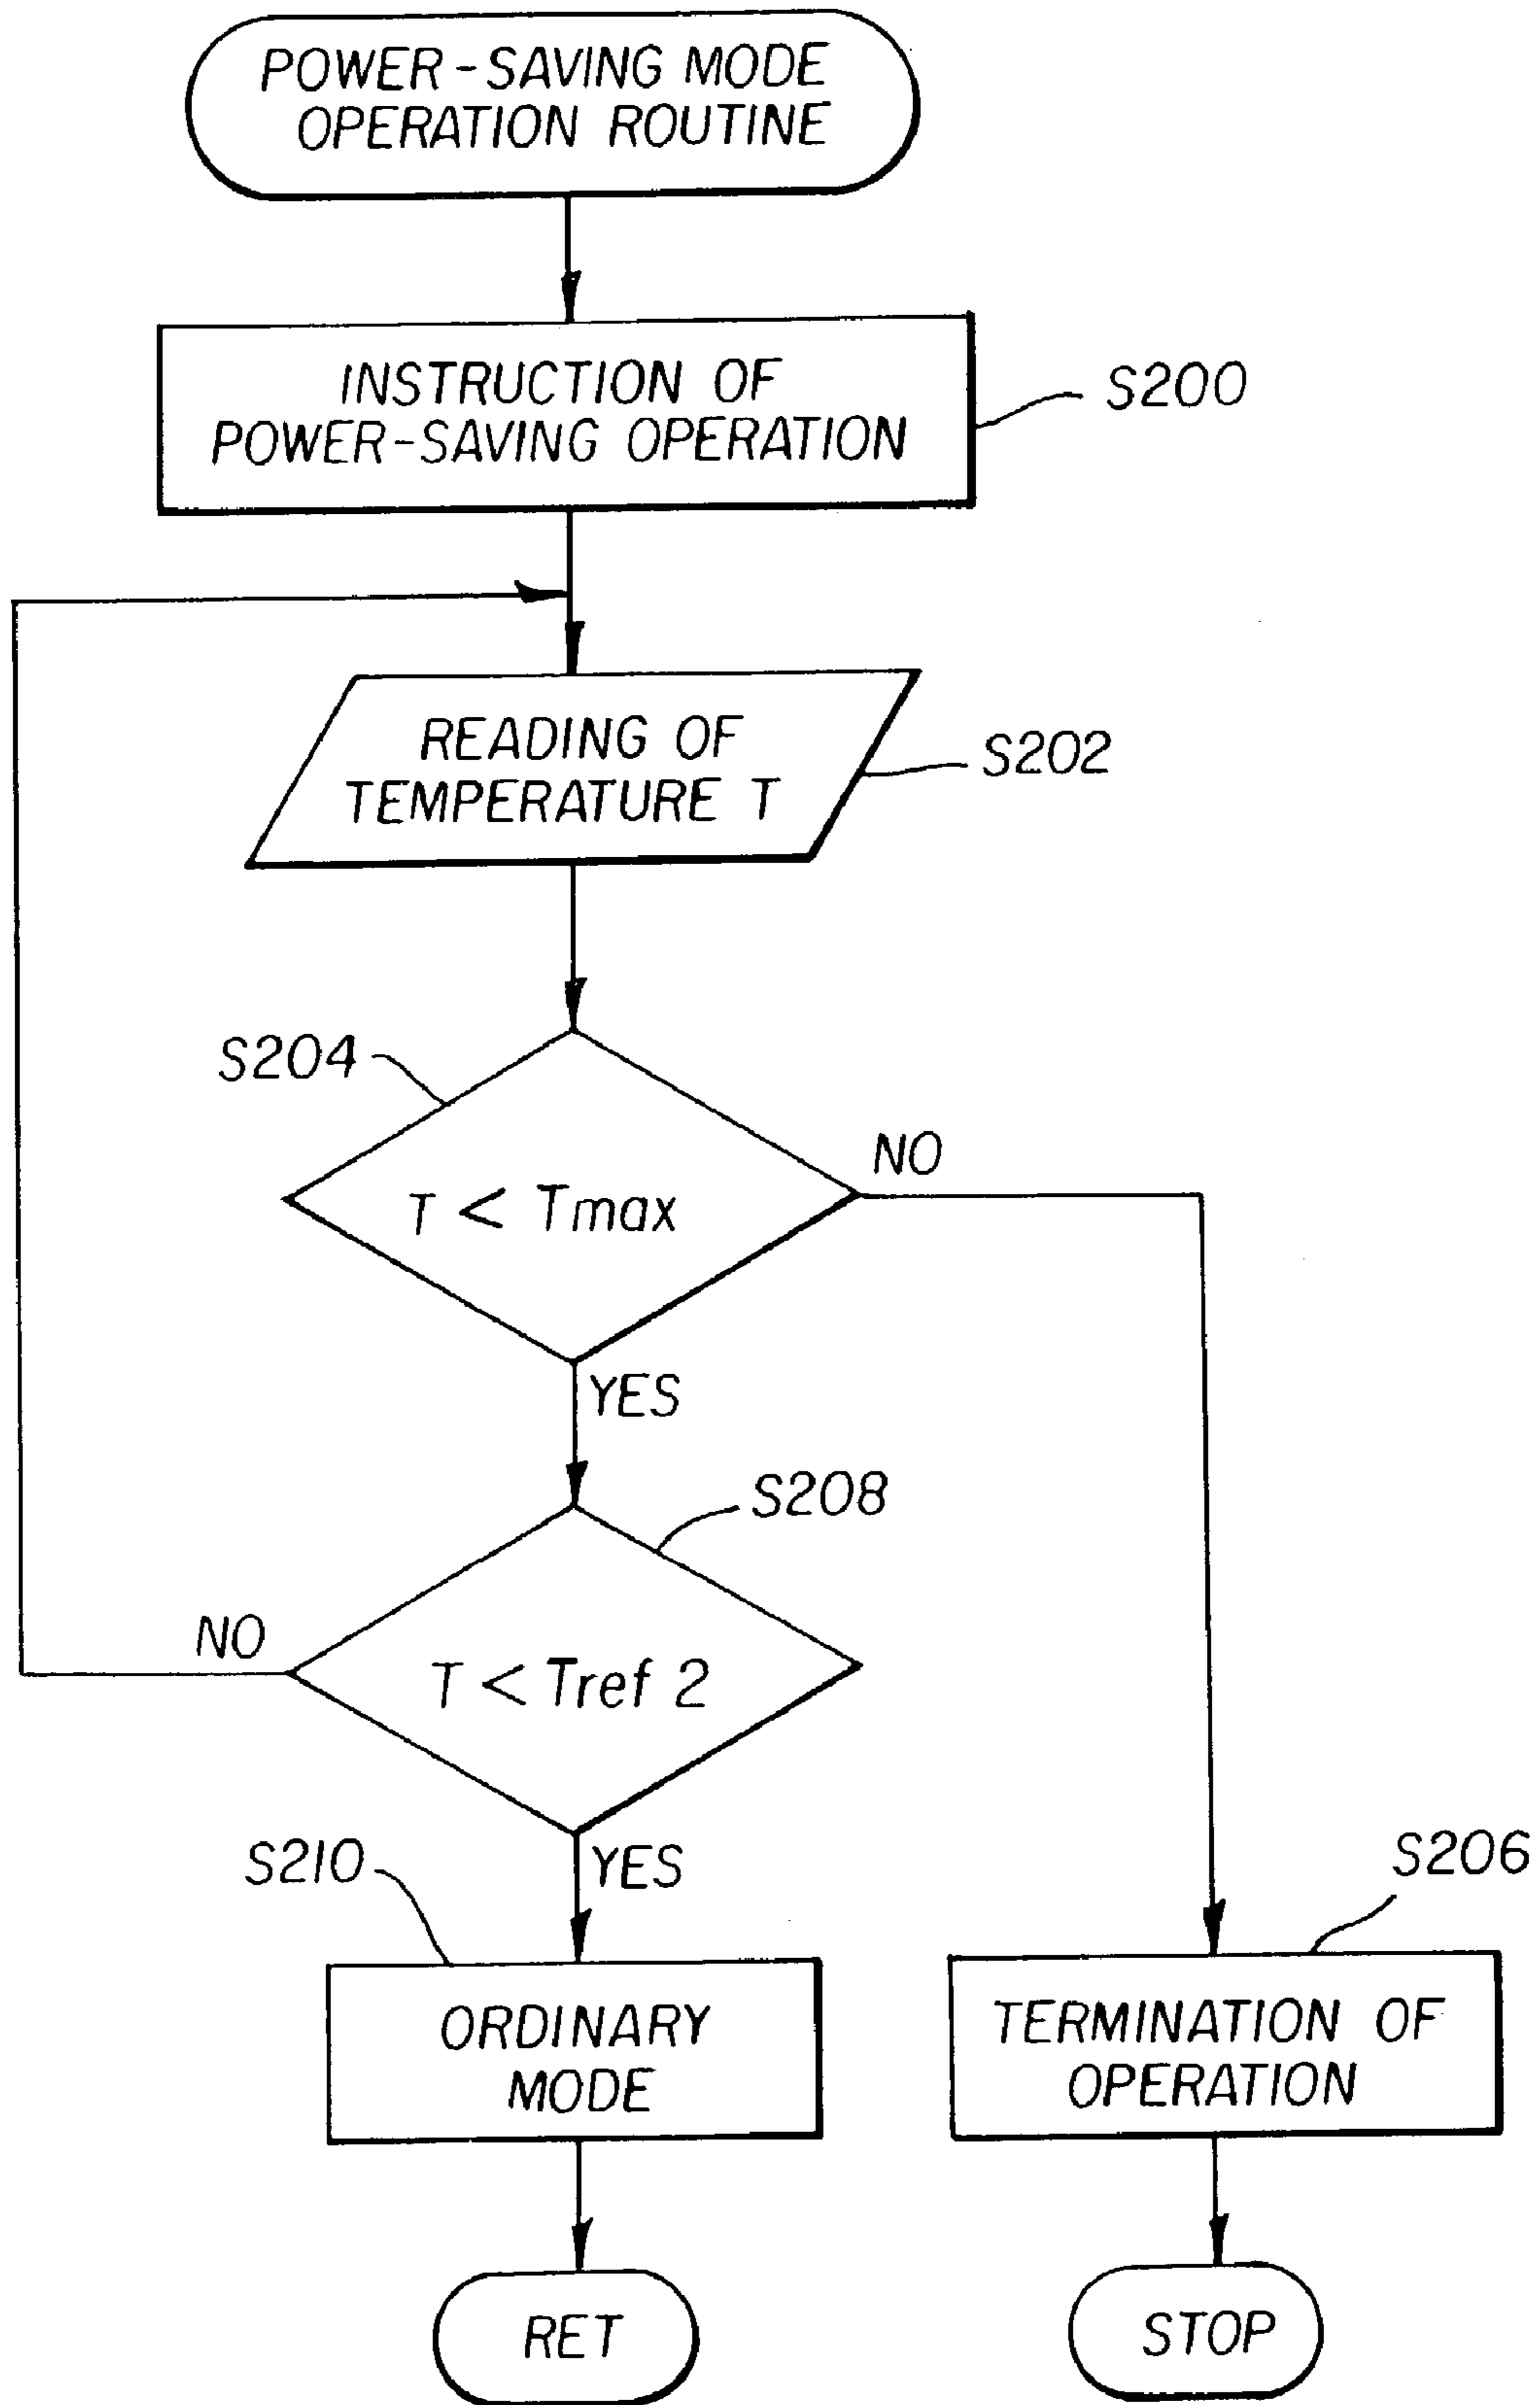 POWER-SAVING MODE
OPERATION ROUTINE
INSTRUCTION OF
POWER-SAVING OPERATION
S200
READING OF
TEMPERATURE T
S202
S204
T < Tmax
NO
YES
S208
T < Tref 2
NO
YES
S210
S206
ORDINARY
MODE
TERMINATION OF
OPERATION
RET
STOP